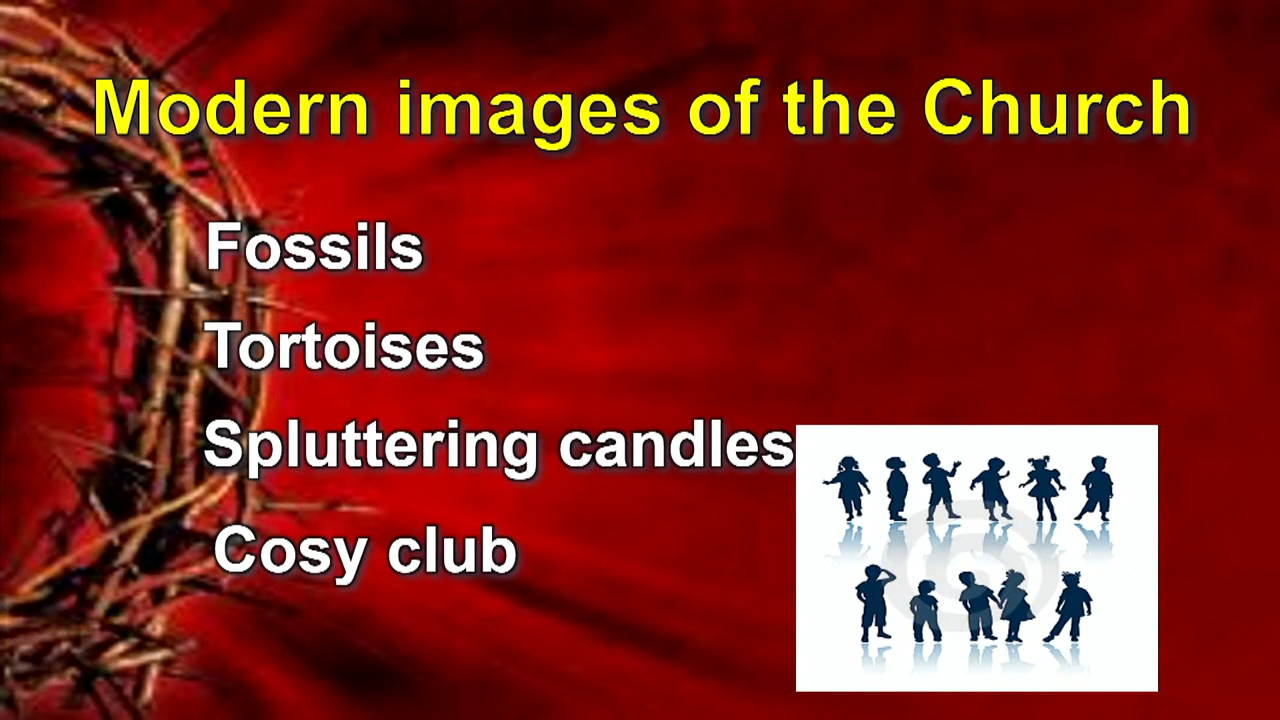 Modern images of the Church
Fossils
Tortoises
Spluttering candles
Cosy club